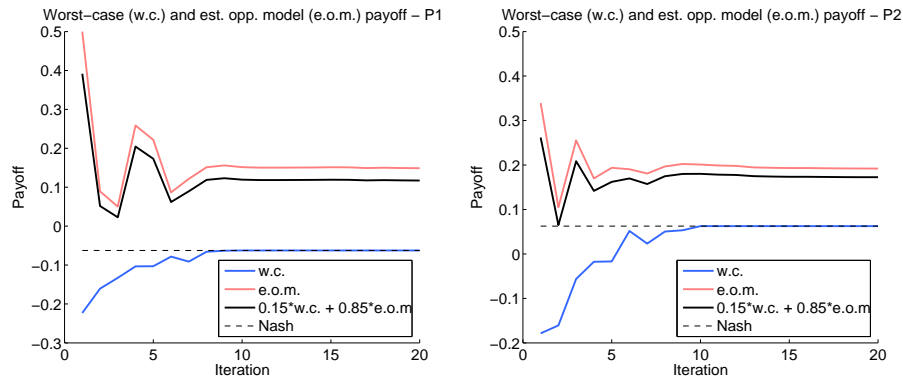 Worst−case (w.c.) and est. opp. model (e.o.m.) payoff − P1
0.5
0.4
0.3
0.2
0.1
0
−0.1
−0.2
−0.3
0
5
10
15
20
Payoff
Iteration
w.c.
e.o.m.
0.15*w.c. + 0.85*e.o.m
Nash
Worst−case (w.c.) and est. opp. model (e.o.m.) payoff − P2
0.5
0.4
0.3
0.2
0.1
0
−0.1
−0.2
0
5
10
15
20
Payoff
Iteration
w.c.
e.o.m.
0.15*w.c. + 0.85*e.o.m
Nash